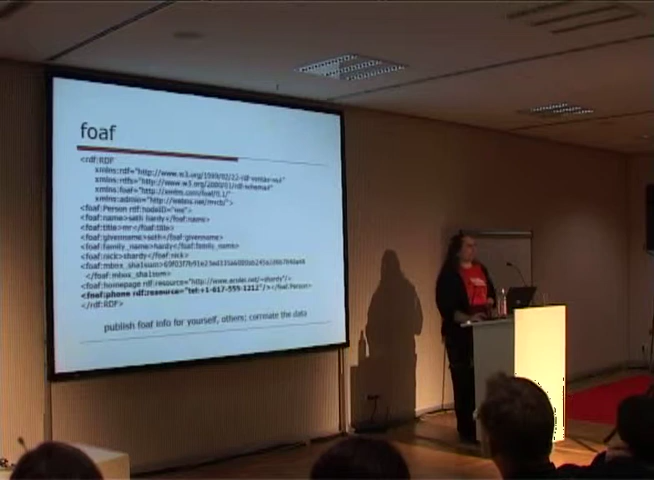 foaf
<rdf:RDF
xmlns:rdf="http://www.w3.org/1999/02/22-rdf-syntax-ns#"
xmlns:rdfs="http://www.w3.org/2000/01/rdf-schema#"
xmlns:foaf="http://xmlns.com/foaf/0.1/"
<foaf:Person rdf:nodeID="me">
<foaf:name>seth hardy</foaf:name>
<foaf:title>mr</foaf:title>
<foaf:givenname>seth</foaf:givenname>
<foaf:family_name>hardy</foaf:family_name>
<foaf:nick>shardy</foaf:nick>
</foaf:mbox_sha1sum>
<foaf:phone rdf:resource="tel:+1-617-555-1212"/></foaf:Person>
</rdf:RDF>
publish foaf info for yourself, others; correlate the data